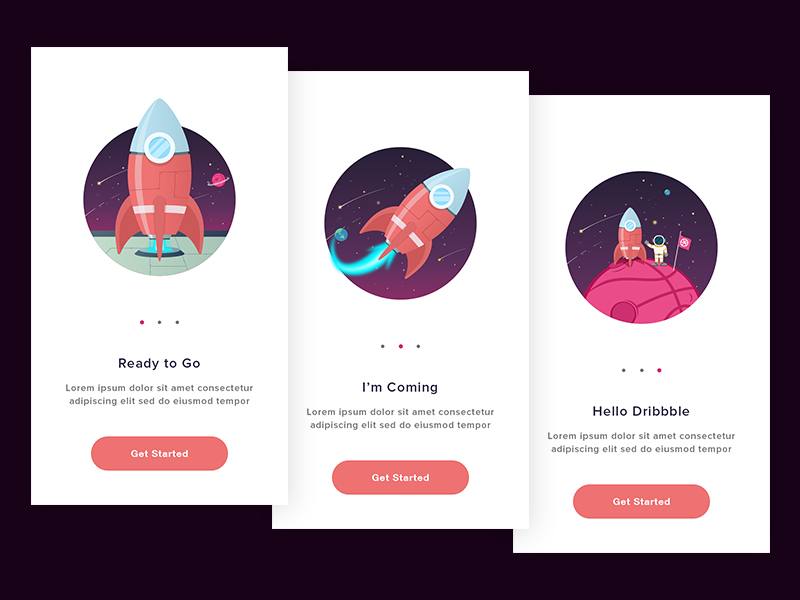 Ready to Go
Lorem ipsum dolor sit amet consectetur
adipiscing elit sed do eiusmod tempor
Get Started
I'm Coming
Lorem ipsum dolor sit amet consectetur
adipiscing elit sed do eiusmod tempor
Get Started
Hello Dribbble
Lorem ipsum dolor sit amet consectetur
adipiscing elit sed do eiusmod tempor
Get Started